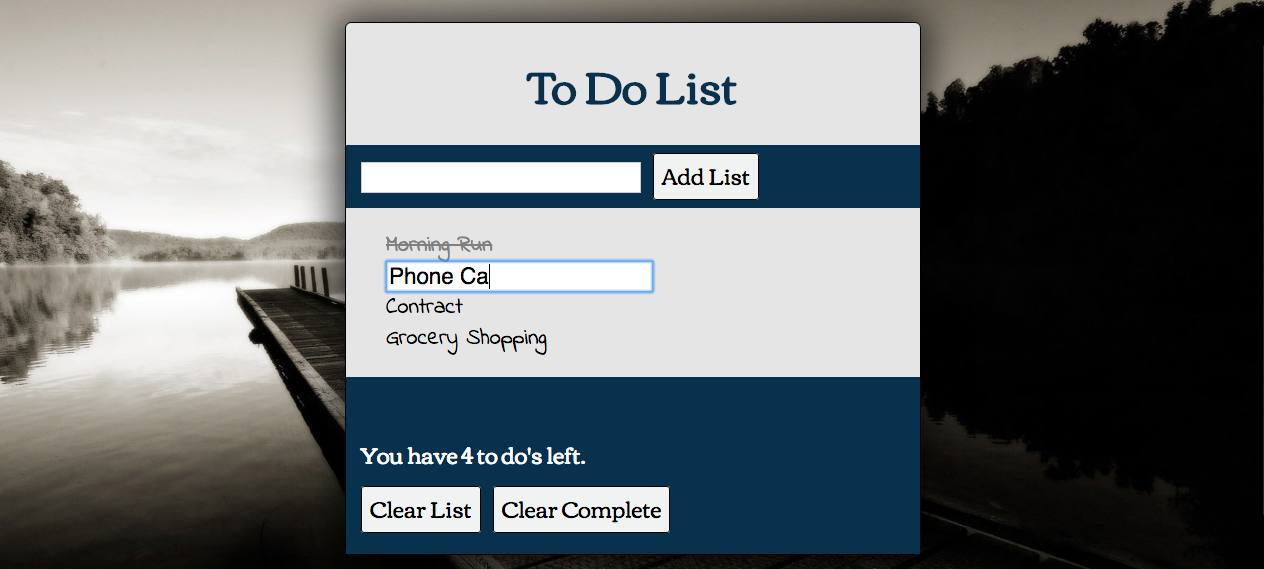 To Do List
Add List
Morning Run
Phone Ca
Contract
Grocery Shopping
You have 4 to do's left.
Clear List Clear Complete